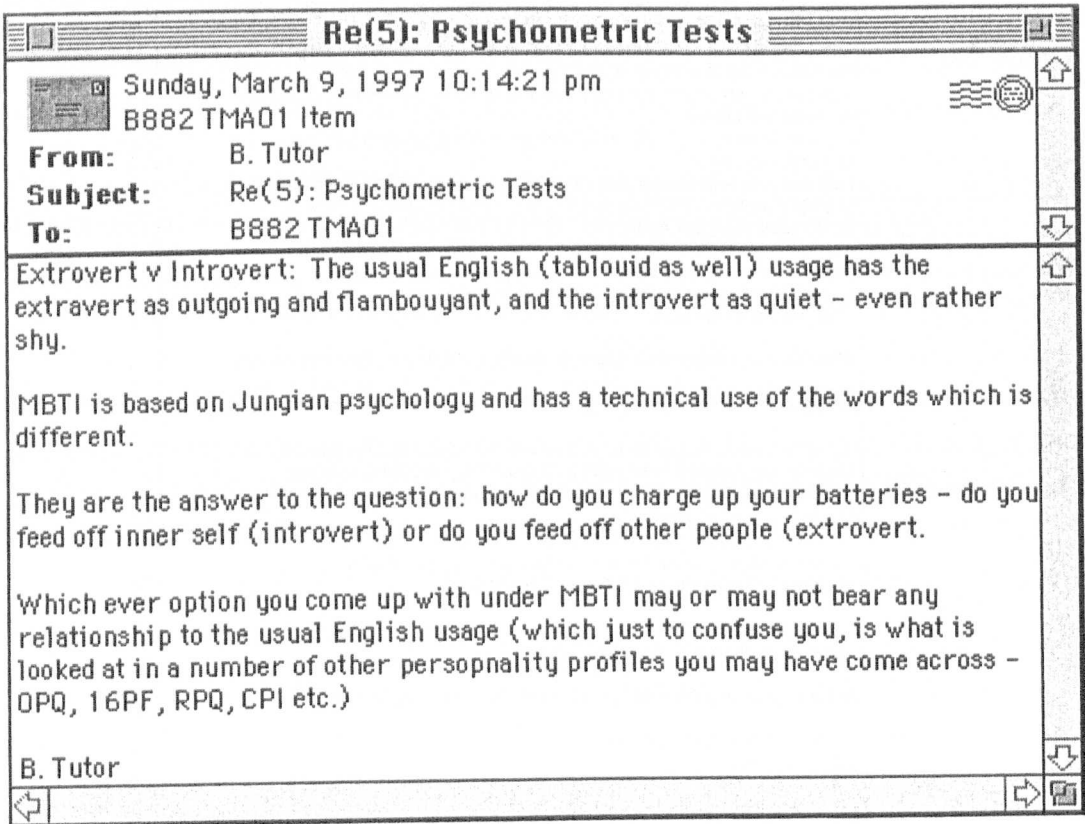 Re(5): Psychometric Tests
Sunday, March 9, 1997 10:14:21 pm
B882 TMA01 Item
From: B. Tutor
Subject: Re(5): Psychometric Tests
To: B882 TMA01
Extrovert v Introvert: The usual English (tablouid as well) usage has the
extravert as outgoing and flambouyant, and the introvert as quiet - even rather
shy.
MBTI is based on Jungian psychology and has a technical use of the words which is
different.
They are the answer to the question: how do you charge up your batteries - do you
feed off inner self (introvert) or do you feed off other people (extrovert.
Which ever option you come up with under MBTI may or may not bear any
relationship to the usual English usage (which just to confuse you, is what is
looked at in a number of other persopnality profiles you may have come across -
OPQ, 16PF, RPQ, CPI etc.)
B. Tutor